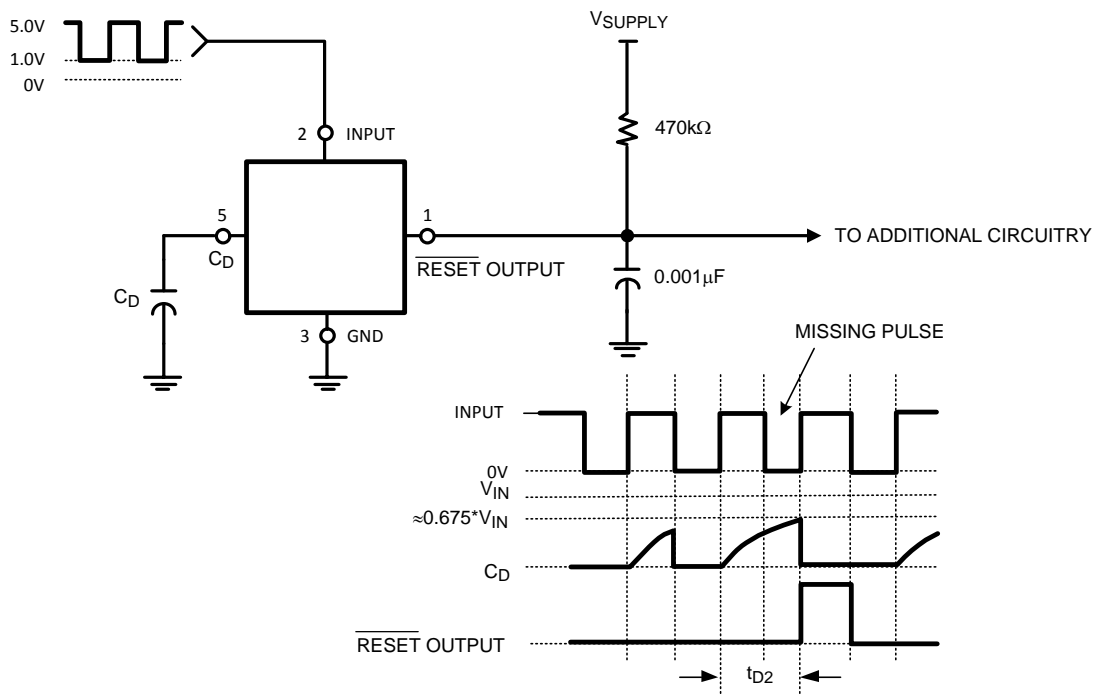 5.0V
1.0V
0V
2 INPUT
5
CD
CD
1
RESET OUTPUT
3 GND
VSUPPLY
470kΩ
TO ADDITIONAL CIRCUITRY
0.001μF
MISSING PULSE
INPUT
0V
VIN
≈0.675*VIN
CD
RESET OUTPUT
tD2